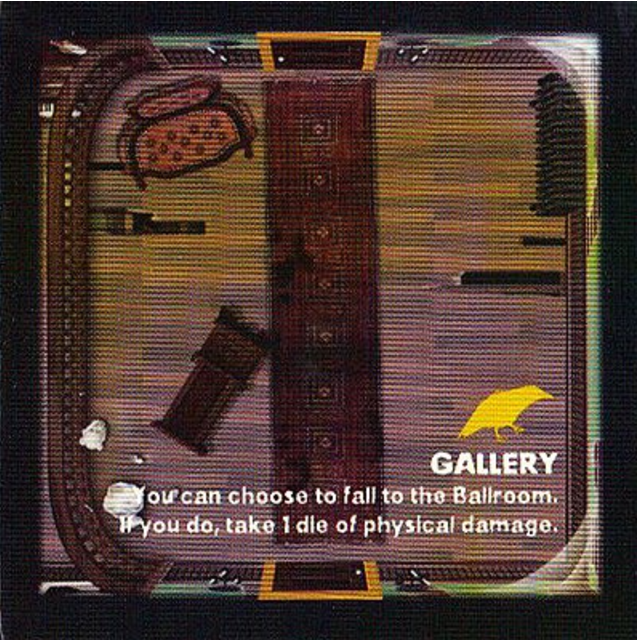 GALLERY
You can choose to fall to the Ballroom.
If you do, take 1 die of physical damage.